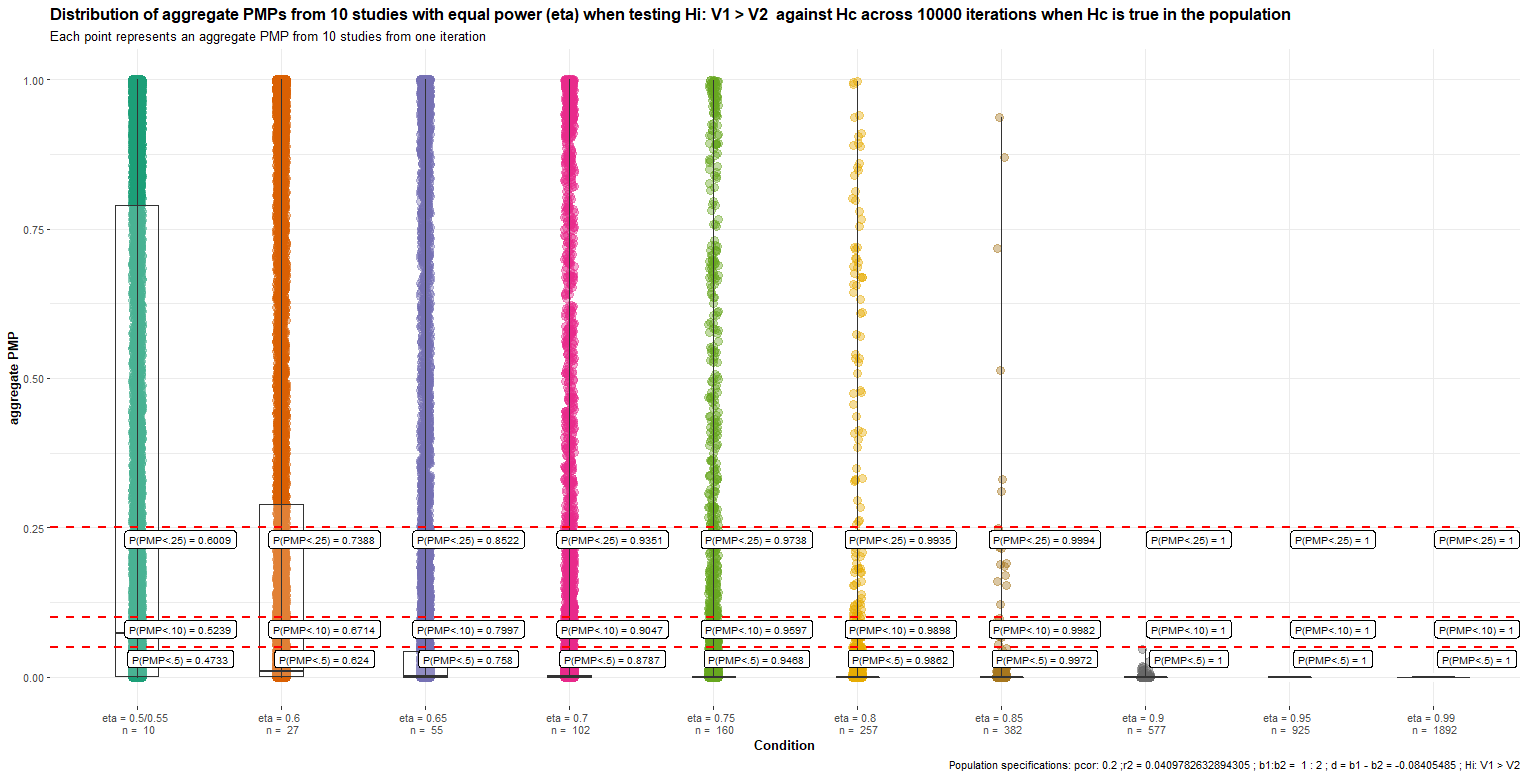 Distribution of aggregate PMPs from 10 studies with equal power (eta) when testing Hi: V1 > V2  against Hc across 10000 iterations when Hc is true in the population
Each point represents an aggregate PMP from 10 studies from one iteration
aggregate PMP
1.00
0.75
0.50
0.25
0.00
P(PMP<.25) = 0.6009
P(PMP<.25) = 0.7388
P(PMP<.25) = 0.8522
P(PMP<.25) = 0.9351
P(PMP<.25) = 0.9738
P(PMP<.25) = 0.9935
P(PMP<.25) = 0.9994
P(PMP<.25) = 1
P(PMP<.25) = 1
P(PMP<.25) = 1
P(PMP<.10) = 0.5239
P(PMP<.10) = 0.6714
P(PMP<.10) = 0.7997
P(PMP<.10) = 0.9047
P(PMP<.10) = 0.9597
P(PMP<.10) = 0.9898
P(PMP<.10) = 0.9982
P(PMP<.10) = 1
P(PMP<.10) = 1
P(PMP<.10) = 1
P(PMP<.5) = 0.4733
P(PMP<.5) = 0.624
P(PMP<.5) = 0.758
P(PMP<.5) = 0.8787
P(PMP<.5) = 0.9468
P(PMP<.5) = 0.9862
P(PMP<.5) = 0.9972
P(PMP<.5) = 1
P(PMP<.5) = 1
P(PMP<.5) = 1
eta = 0.5/0.55
n = 10
eta = 0.6
n = 27
eta = 0.65
n = 55
eta = 0.7
n = 102
eta = 0.75
n = 160
eta = 0.8
n = 257
eta = 0.85
n = 382
eta = 0.9
n = 577
eta = 0.95
n = 925
eta = 0.99
n = 1892
Condition
Population specifications: pcor: 0.2 ;r2 = 0.0409782632894305 ; b1:b2 =  1 : 2 ; d = b1 - b2 = -0.08405485 ; Hi: V1 > V2